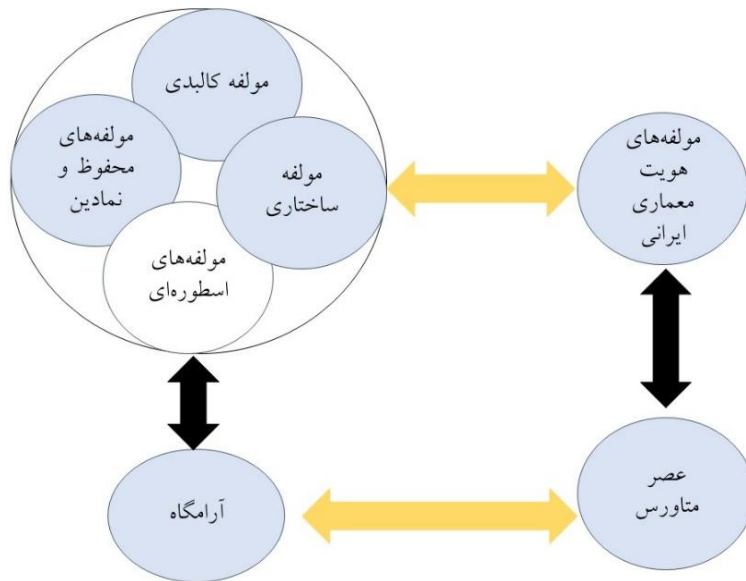 مولفه کالبدی
مولفه‌های
محفوظ و
نمادین
مولفه
ساختاری
مولفه‌های
اسطوره‌ای
مولفه‌های
هویت
معماری
ایرانی
عصر
متاورس
آرامگاه